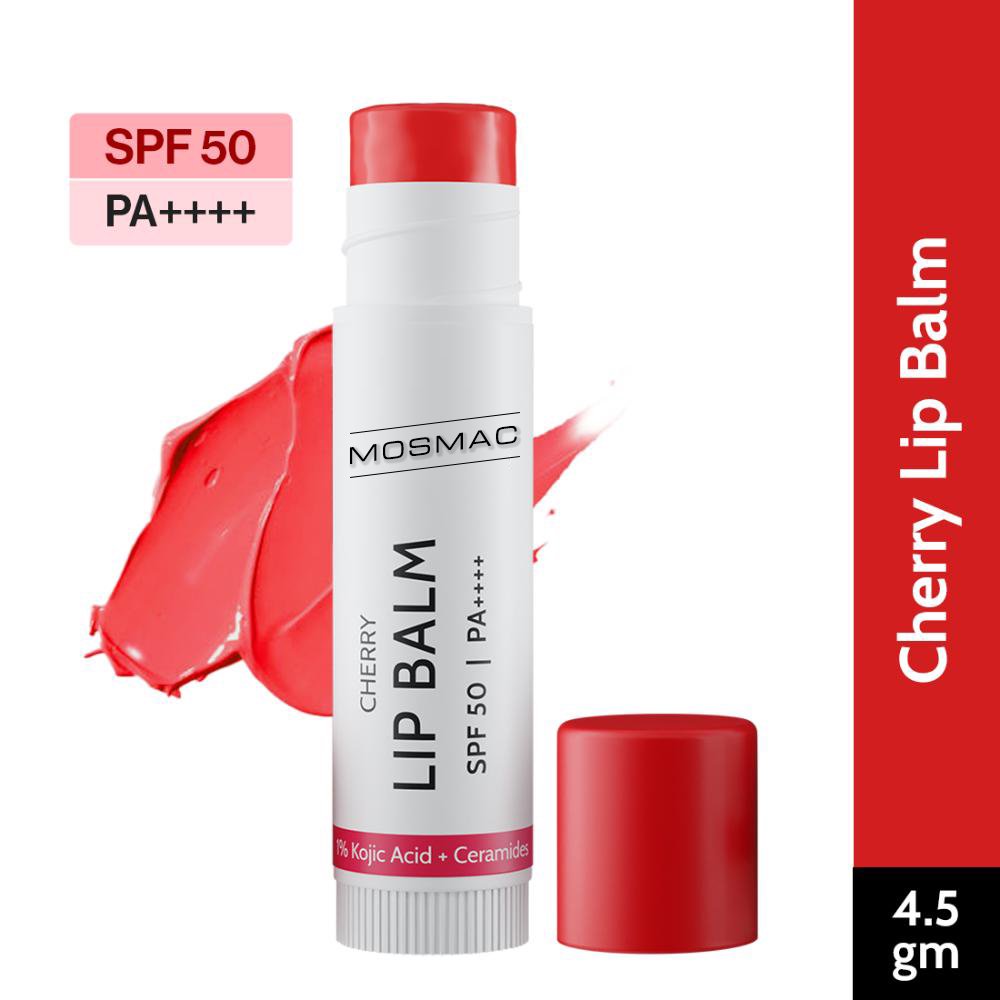 SPF 50
PA++++
MOSMAC
CHERRY
LIP BALM
SPF 50 | PA++++
1% Kojic Acid + Ceramides
Cherry Lip Balm
4.5
gm